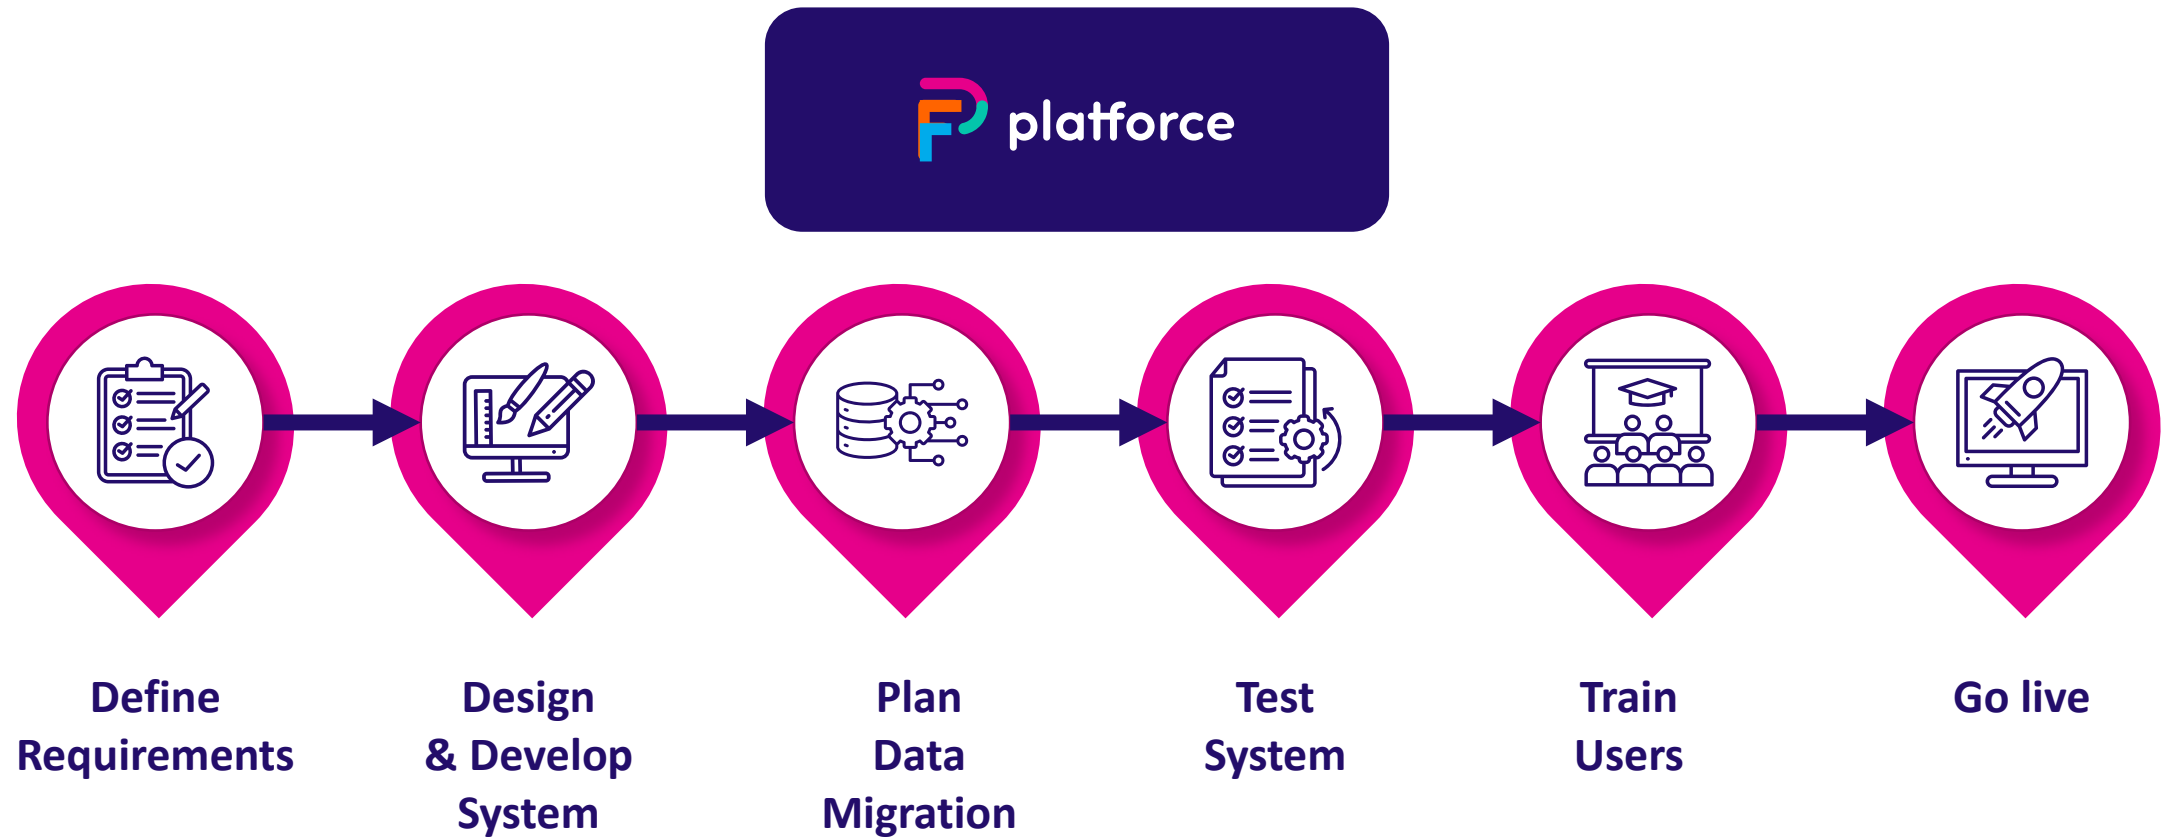 platforce
Define
Requirements
Design
& Develop
System
Plan
Data
Migration
Test
System
Train
Users
Go live